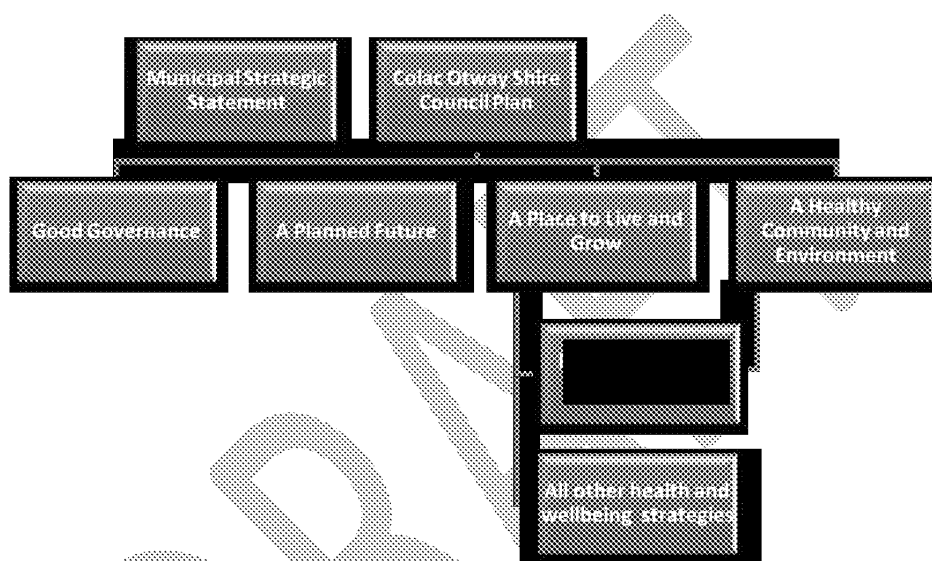 Municipal Strategic
Statement
Colac Otway Shire
Council Plan
Good Governance
A Planned Future
A Place to Live and
Grow
A Healthy
Community and
Environment
All other health and
wellbeing strategies